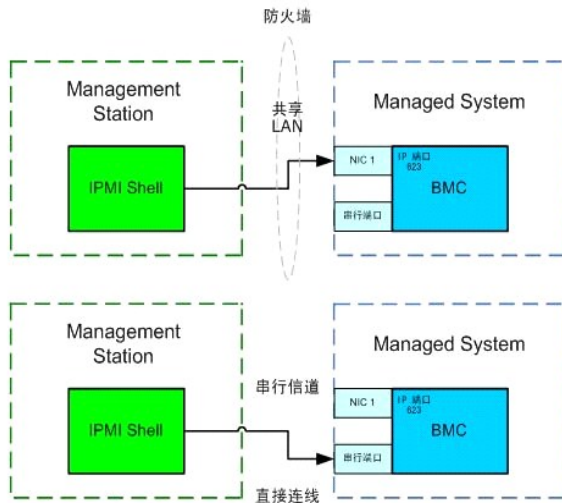 防火墙
Management
Station
共享
LAN
Managed System
IPMI Shell
NIC 1
IP 端口
623
BMC
串行端口
Management
Station
Managed System
串行信道
IPMI Shell
NIC 1
IP 端口
623
BMC
串行端口
直接连线